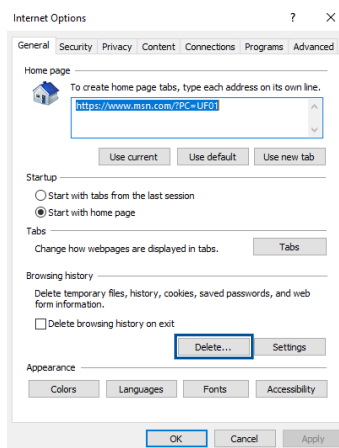 Internet Options ? ×
General Security Privacy Content Connections Programs Advanced
Home page
To create home page tabs, type each address on its own line.
https://www.msn.com/?PC=UF01
Use current Use default Use new tab
Startup
Start with tabs from the last session
Start with home page
Tabs
Change how webpages are displayed in tabs. Tabs
Browsing history
Delete temporary files, history, cookies, saved passwords, and web
form information.
Delete browsing history on exit
Delete... Settings
Appearance
Colors Languages Fonts Accessibility
OK Cancel Apply